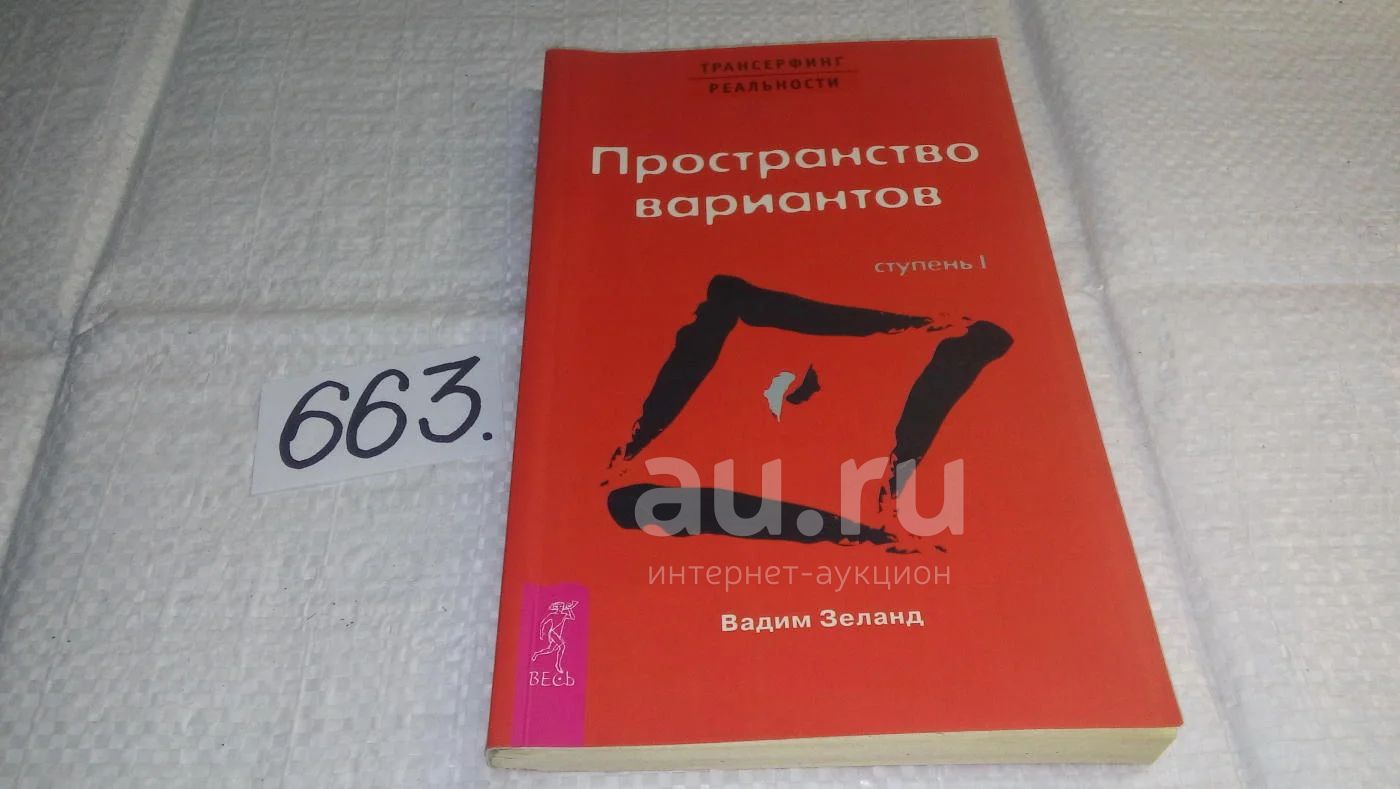 ТРАНСЕРФИНГ
РЕАЛЬНОСТИ
Пространство
вариантов
ступень I
663.
au.ru
интернет-аукцион
Вадим Зеланд
ВЕСЬ